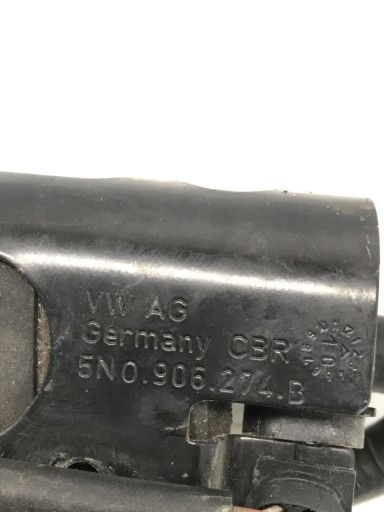 VW AG
Germany CBR
5N0.906.274.B